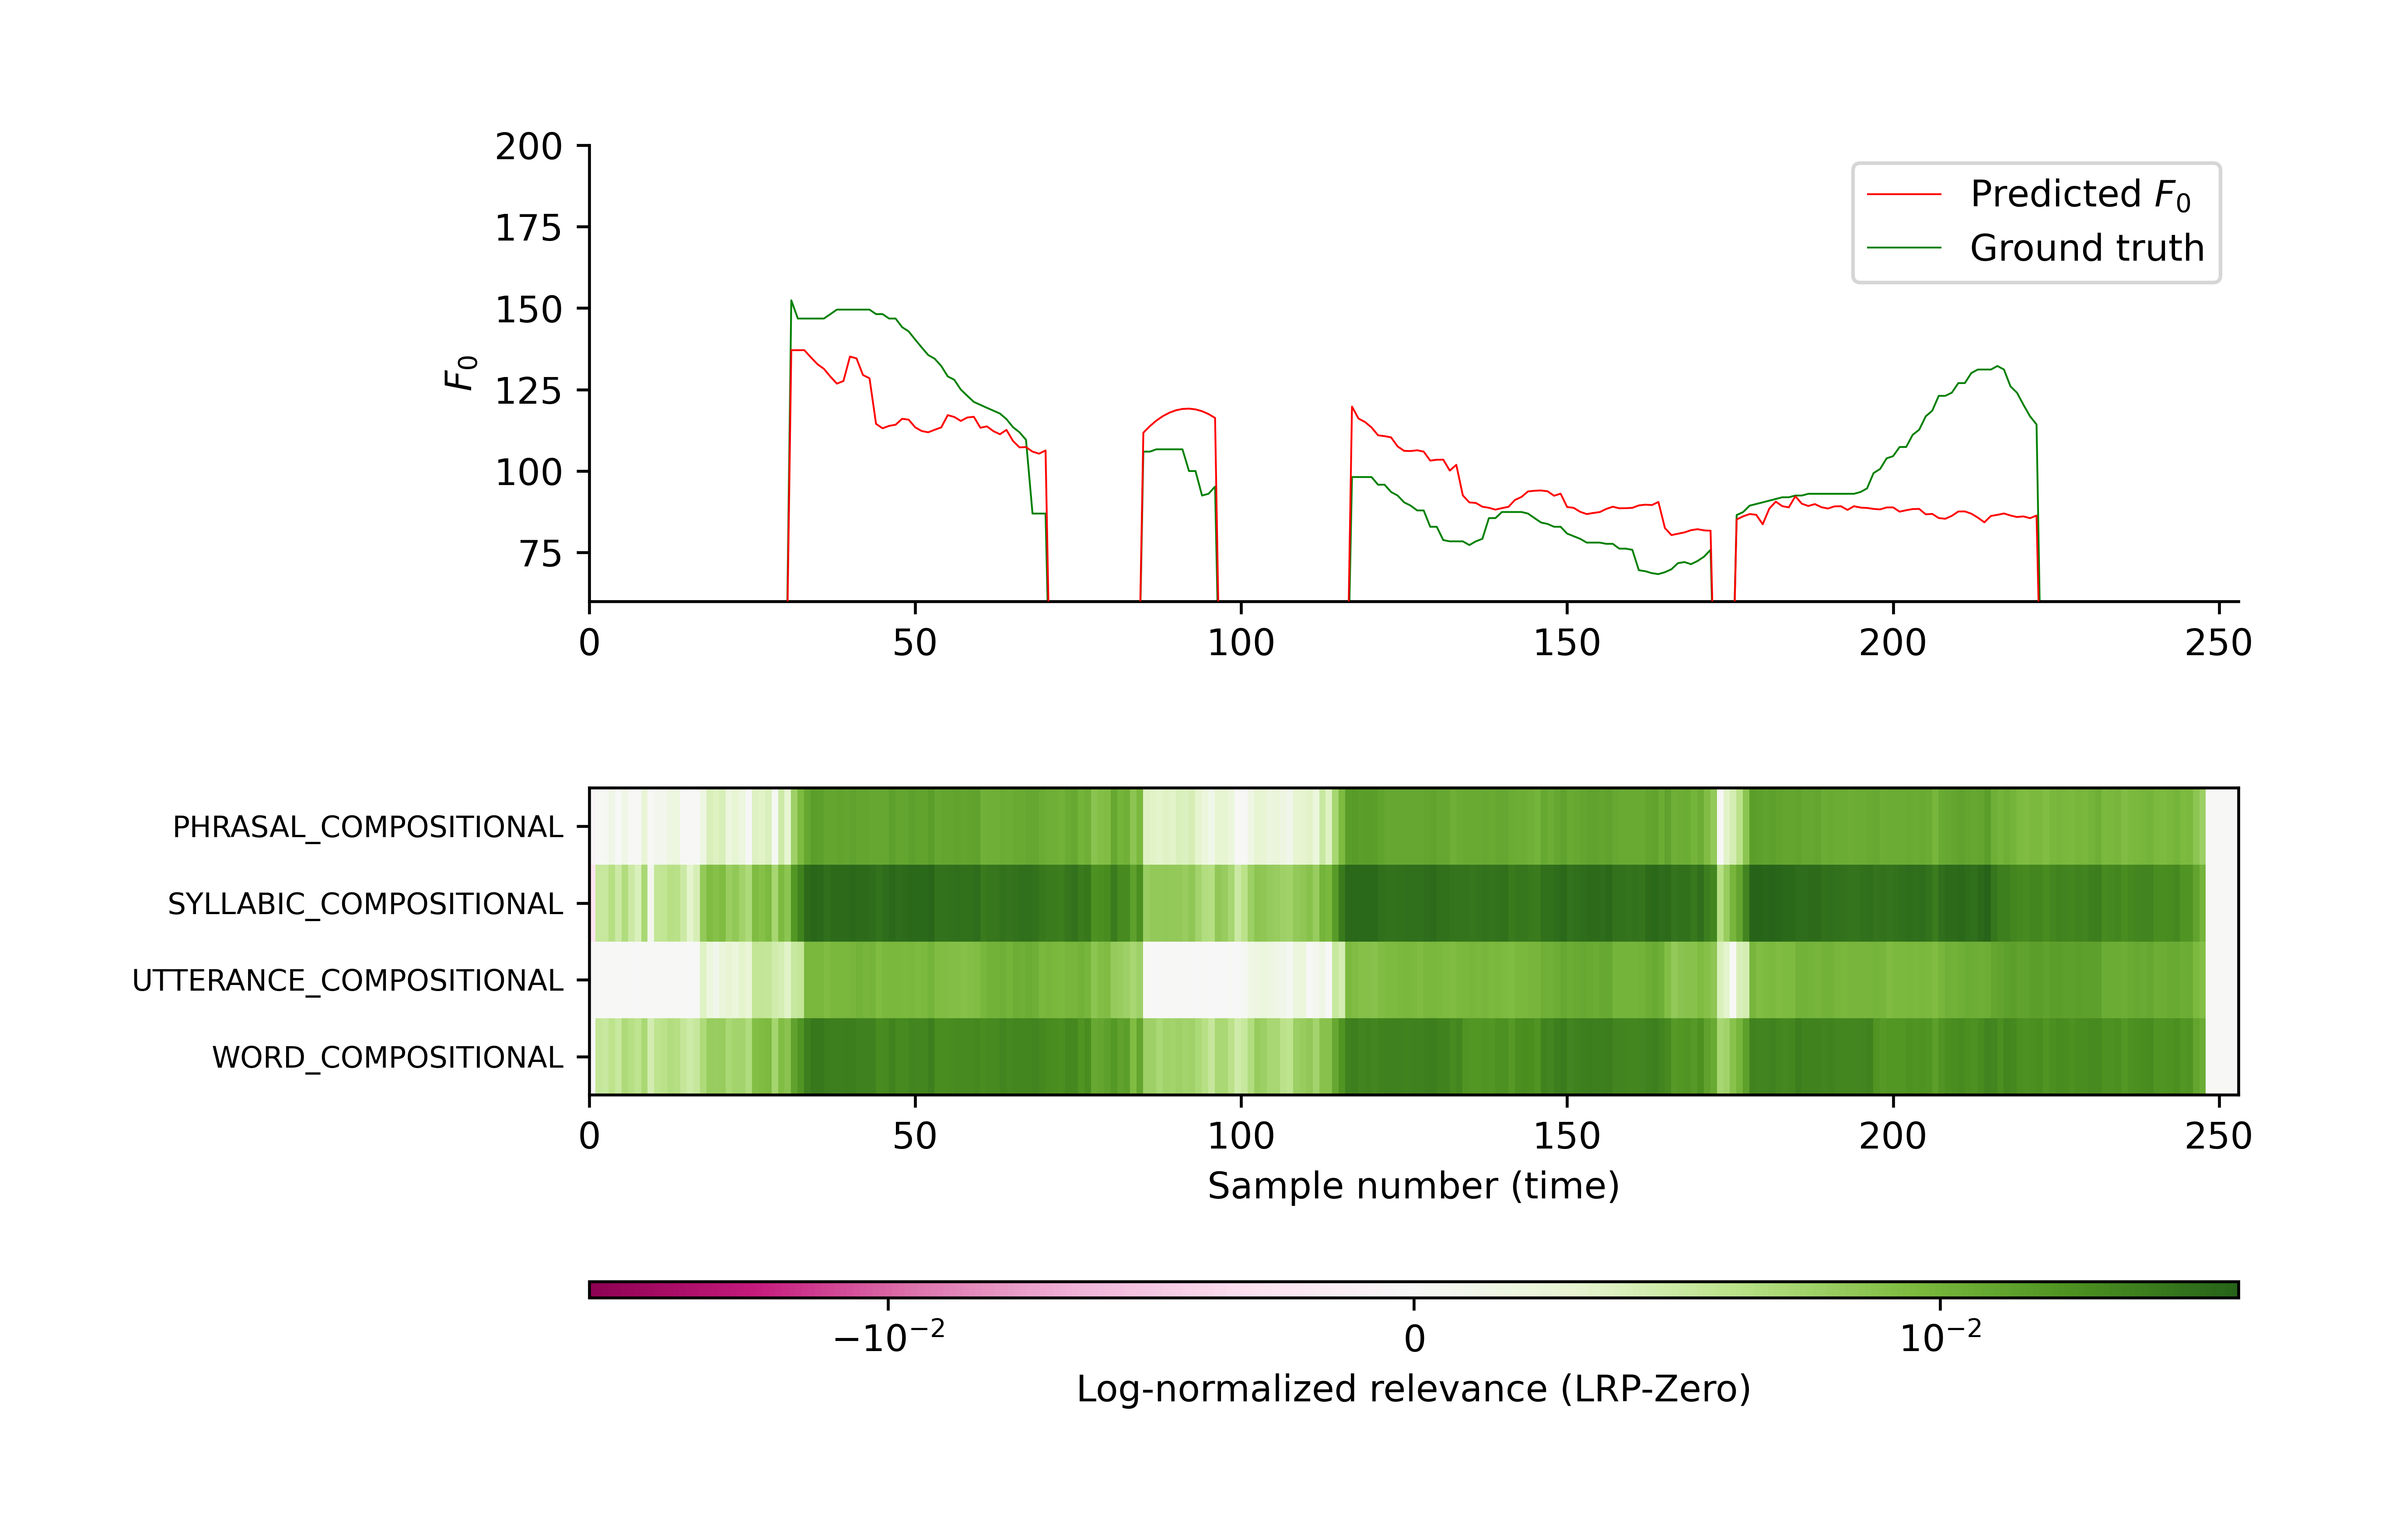 200
175
150
125
100
75
F₀
Predicted F₀
Ground truth
0 50 100 150 200 250
PHRASAL_COMPOSITIONAL
SYLLABIC_COMPOSITIONAL
UTTERANCE_COMPOSITIONAL
WORD_COMPOSITIONAL
0 50 100 150 200 250
Sample number (time)
−10⁻² 0 10⁻²
Log-normalized relevance (LRP-Zero)